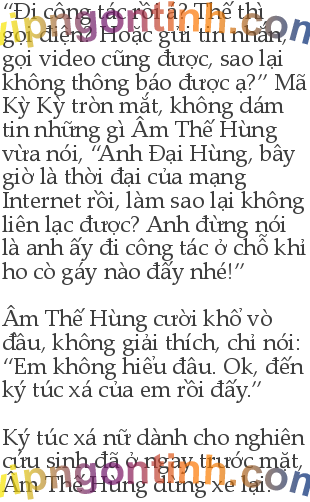 “Đi công tác rồi ạ? Thế thì
gọi điện? Hoặc gửi tin nhắn,
gọi video cũng được, sao lại
không thông báo được ạ?” Mã
Kỳ Kỳ tròn mắt, không dám
tin những gì Âm Thế Hùng
vừa nói, “Anh Đại Hùng, bây
giờ là thời đại của mạng
Internet rồi, làm sao lại không
liên lạc được? Anh đừng nói
là anh ấy đi công tác ở chỗ khỉ
ho cò gáy nào đấy nhé!”
Âm Thế Hùng cười khổ vò
đầu, không giải thích, chỉ nói:
“Em không hiểu đâu. Ok, đến
ký túc xá của em rồi đấy.”
Ký túc xá nữ dành cho nghiên
cứu sinh đã ở ngay trước mặt,
Âm Thế Hùng dừng xe lại.